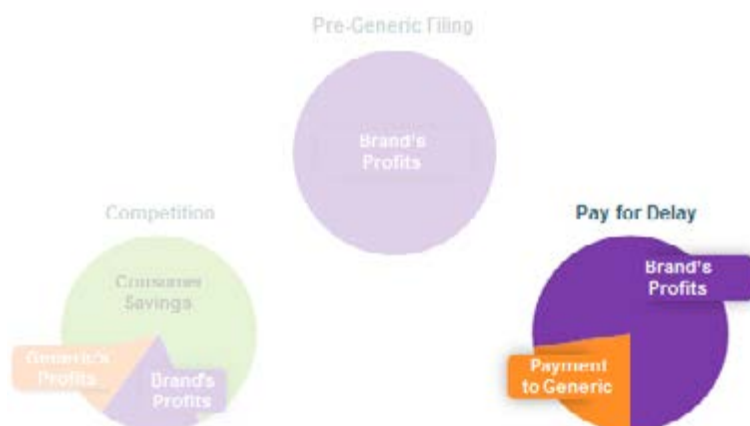 Pre-Generic Filing
Brand's
Profits
Competition
Consumer
Savings
Generic's
Profits
Brand's
Profits
Pay for Delay
Brand's
Profits
Payment
to Generic